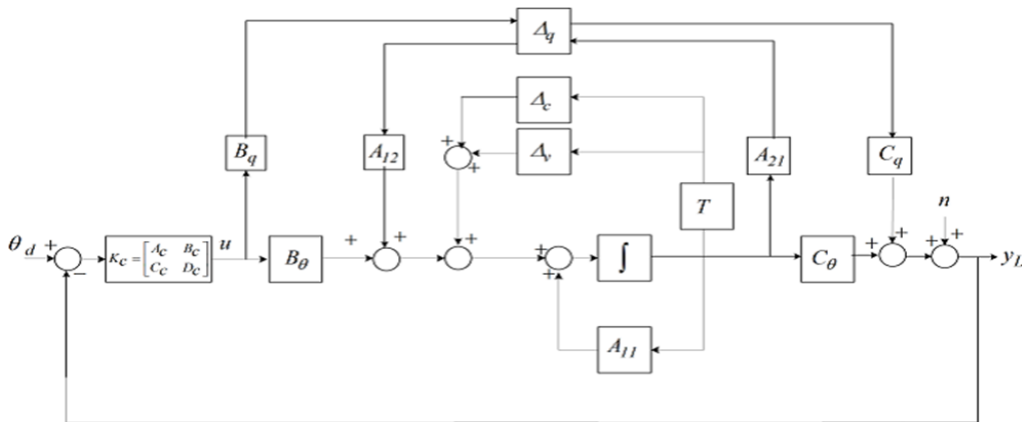 Δq
Δc
Δv
Bq
A12
A21
Cq
T
n
θd
+
−
+
Kc = [Ac Bc
Cc Dc]
u
Bθ
+
+
+
+
+
+
+
∫
Cθ
+
+
+
+
yL
A11